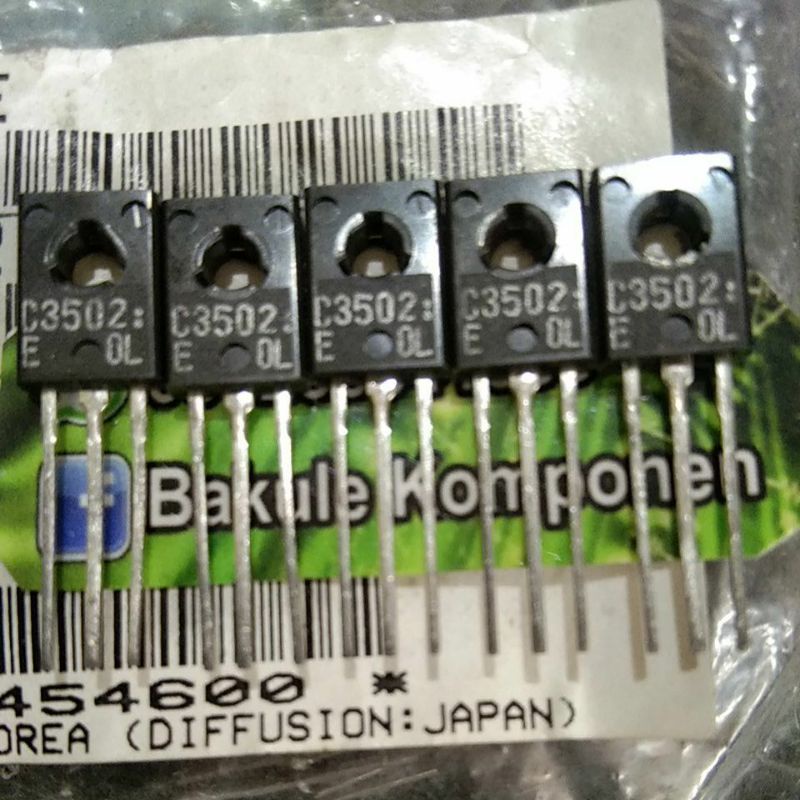 C3502:
E 0L
C3502:
E 0L
C3502:
E 0L
C3502:
E 0L
C3502:
E 0L
Bakule Komponen
454600 ※
OREA (DIFFUSION:JAPAN)